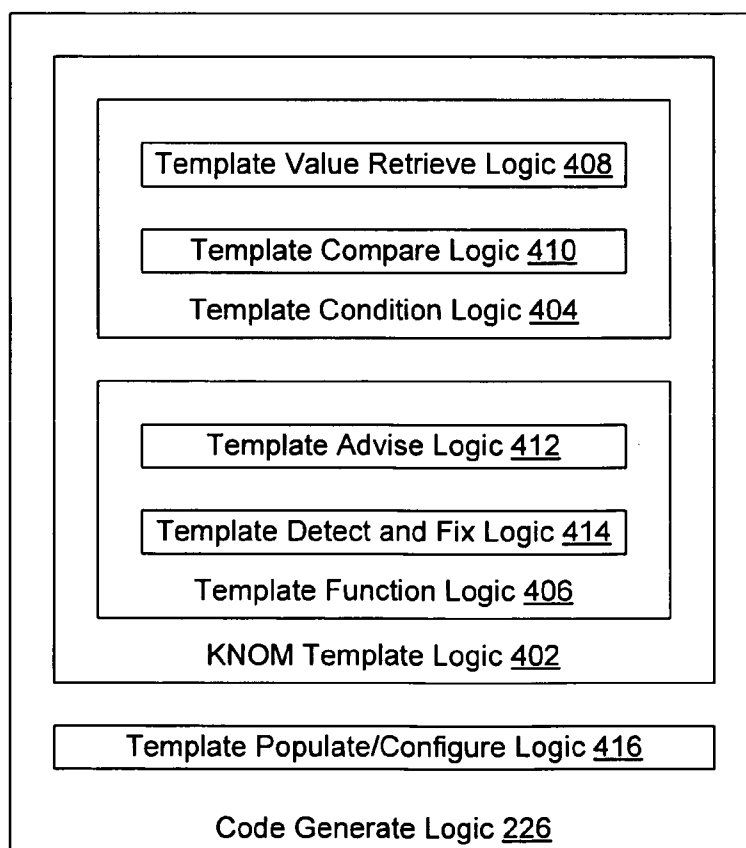 Template Value Retrieve Logic 408
Template Compare Logic 410
Template Condition Logic 404
Template Advise Logic 412
Template Detect and Fix Logic 414
Template Function Logic 406
KNOM Template Logic 402
Template Populate/Configure Logic 416
Code Generate Logic 226